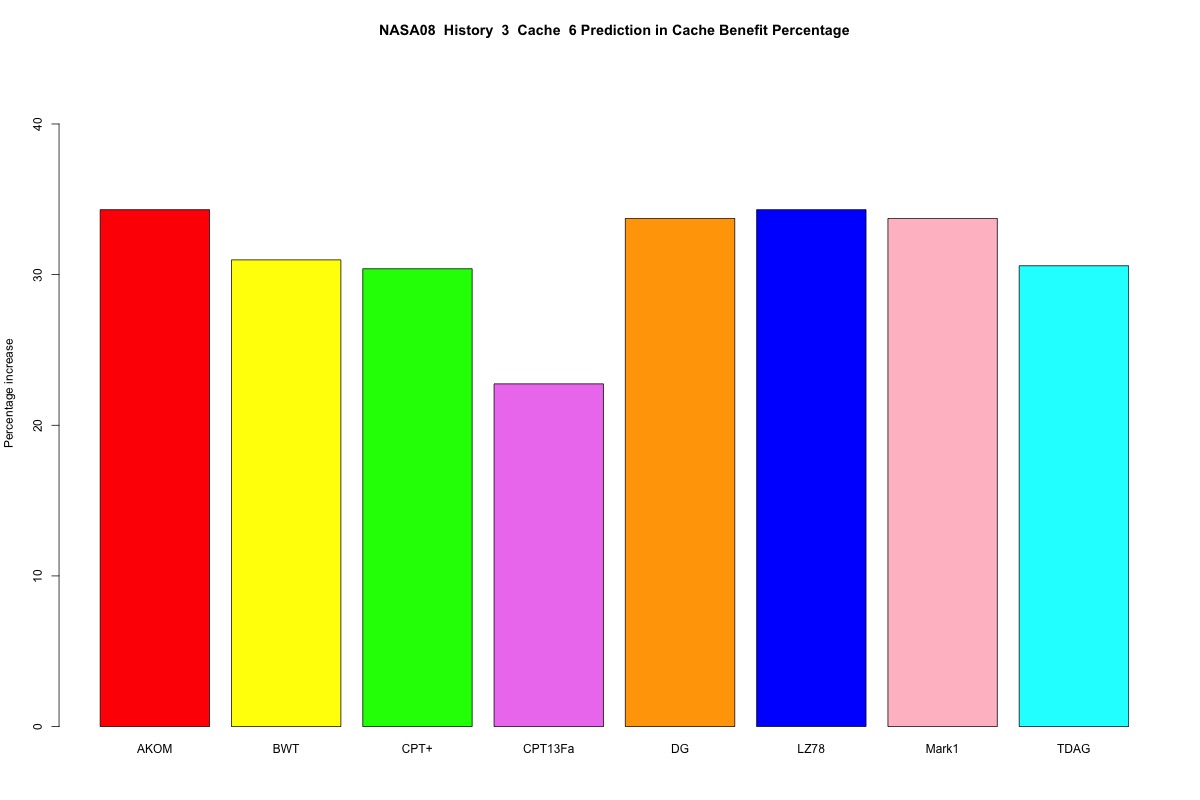 NASA08  History  3  Cache  6 Prediction in Cache Benefit Percentage
Percentage increase
40
30
20
10
0
AKOM BWT CPT+ CPT13Fa DG LZ78 Mark1 TDAG